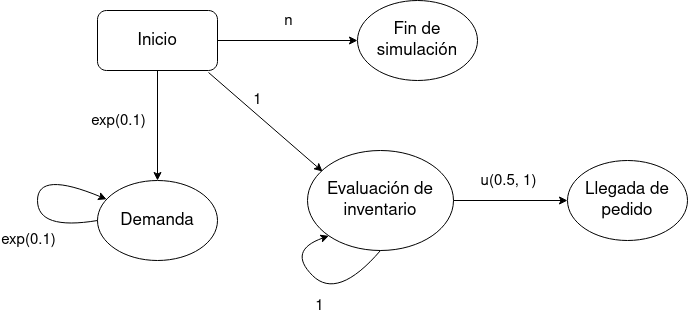 Inicio
n
Fin de
simulación
exp(0.1)
1
Demanda
exp(0.1)
Evaluación de
inventario
1
u(0.5, 1)
Llegada de
pedido